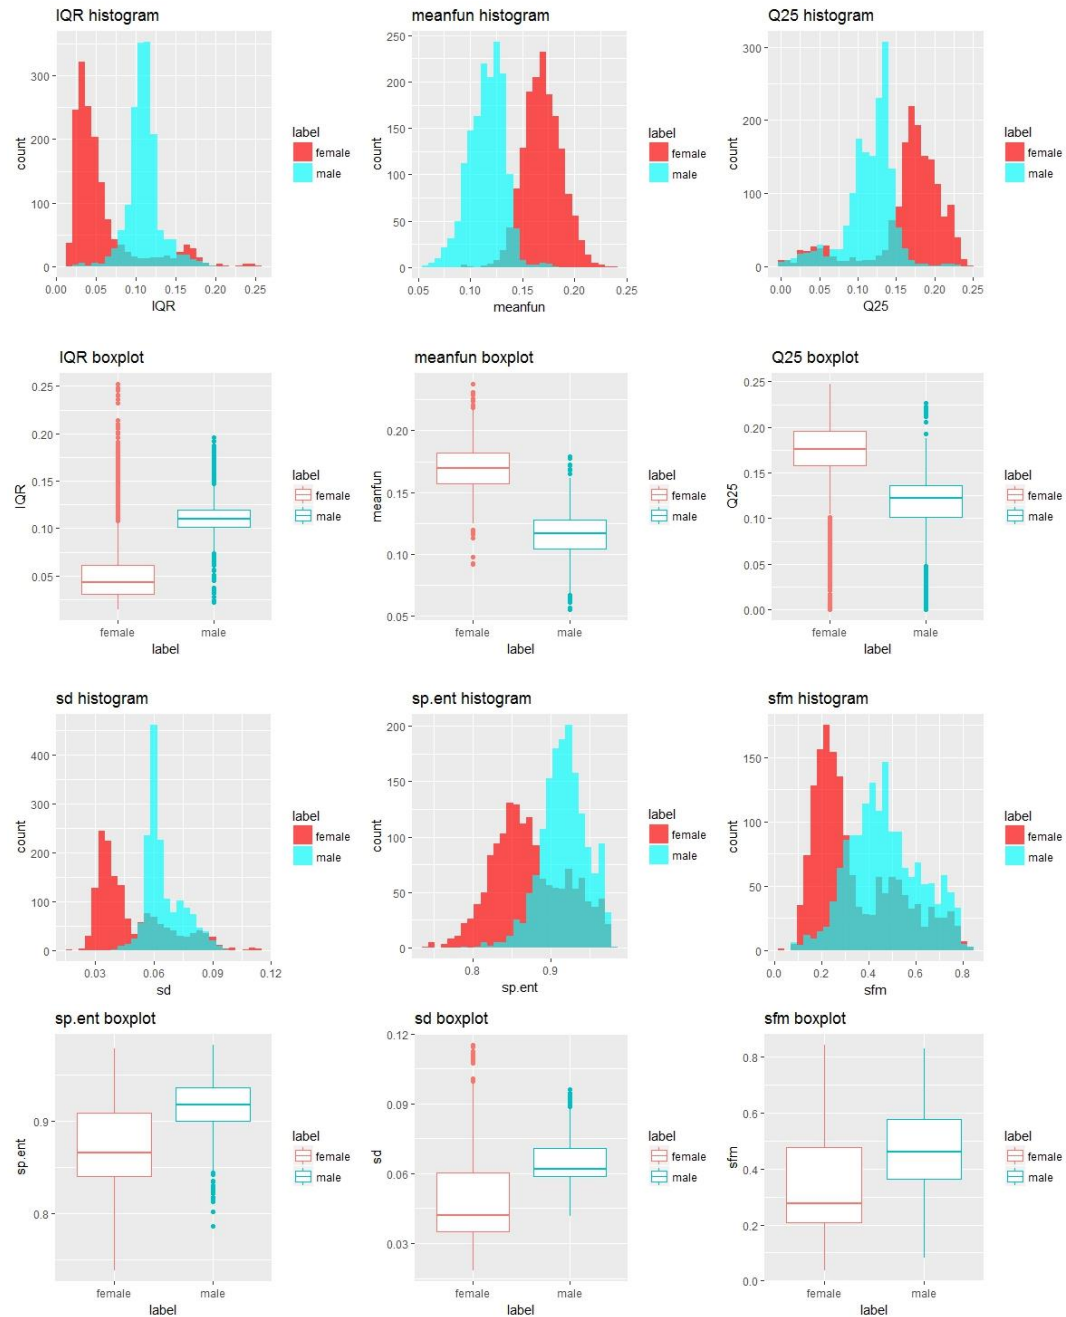 IQR histogram
300
200
100
0
count
0.00 0.05 0.10 0.15 0.20 0.25
IQR
label
female
male
meanfun histogram
250
200
150
100
50
0
count
0.05 0.10 0.15 0.20 0.25
meanfun
label
female
male
Q25 histogram
300
200
100
0
count
0.00 0.05 0.10 0.15 0.20 0.25
Q25
label
female
male
IQR boxplot
0.25
0.20
0.15
0.10
0.05
IQR
female male
label
label
female
male
meanfun boxplot
0.20
0.15
0.10
0.05
meanfun
female male
label
label
female
male
Q25 boxplot
0.25
0.20
0.15
0.10
0.05
0.00
Q25
female male
label
label
female
male
sd histogram
400
300
200
100
0
count
0.03 0.06 0.09 0.12
sd
label
female
male
sp.ent histogram
200
150
100
50
0
count
0.8 0.9
sp.ent
label
female
male
sfm histogram
150
100
50
0
count
0.0 0.2 0.4 0.6 0.8
sfm
label
female
male
sp.ent boxplot
0.9
0.8
sp.ent
female male
label
label
female
male
sd boxplot
0.12
0.09
0.06
0.03
sd
female male
label
label
female
male
sfm boxplot
0.8
0.6
0.4
0.2
0.0
sfm
female male
label
label
female
male